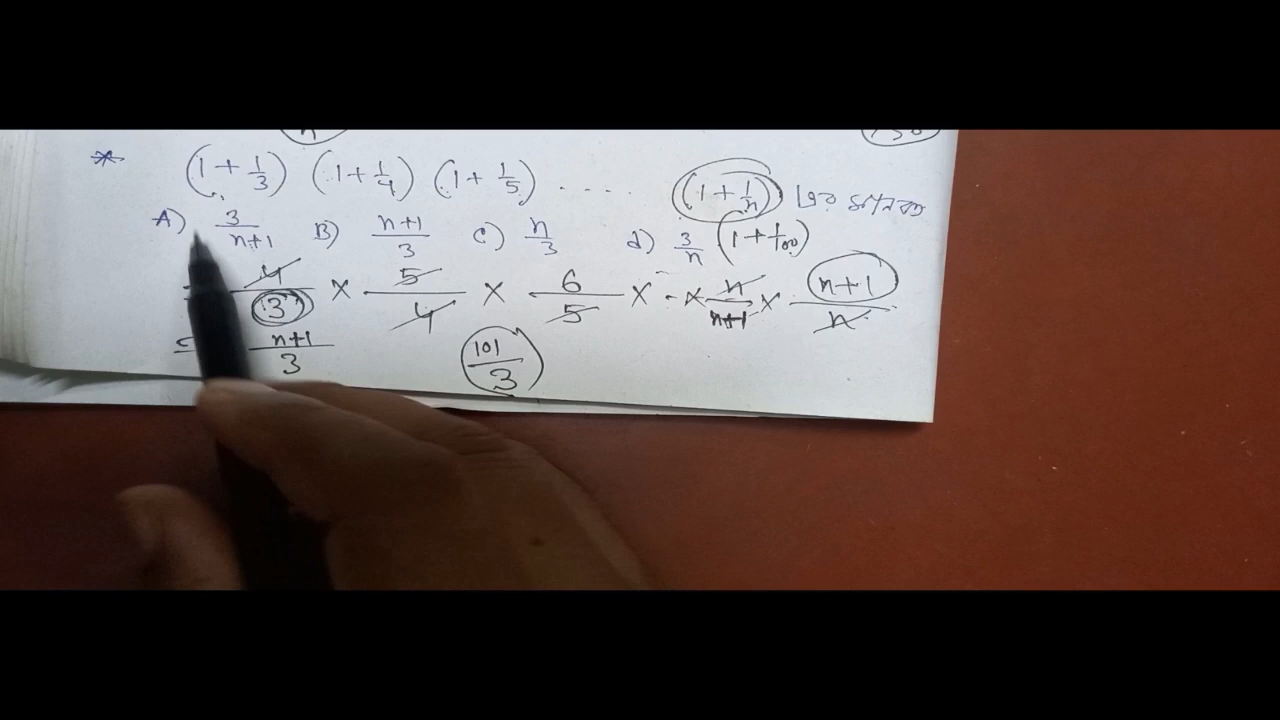 * (1 + 1/3) (1 + 1/4) (1 + 1/5) .... (1 + 1/n) এর
A) 3/n+1 B) n+1/3 c) n/3 d) 3/n (1 + 1/100)
4/3 × 5/4 × 6/5 × - × n/n+1 × n+1/n
= n+1/3 101/3